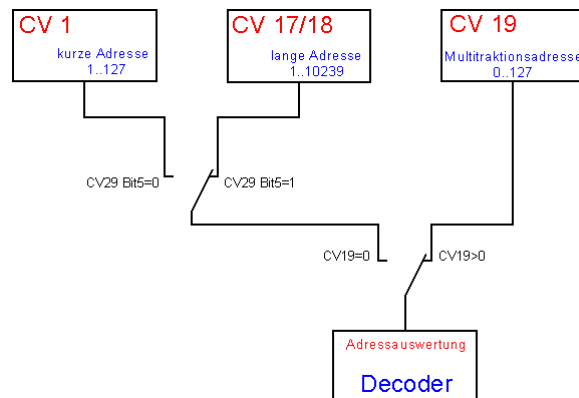 CV 1
kurze Adresse
1..127
CV 17/18
lange Adresse
1..10239
CV 19
Multitraktionsadresse
0..127
CV29 Bit5=0
CV29 Bit5=1
CV19=0
CV19>0
Adressauswertung
Decoder